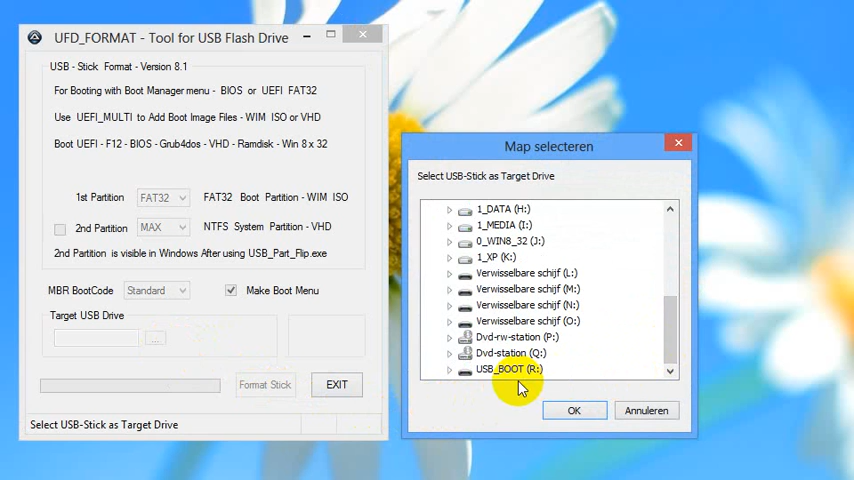 UFD_FORMAT - Tool for USB Flash Drive
USB - Stick Format - Version 8.1
For Booting with Boot Manager menu - BIOS or UEFI FAT32
Use UEFI_MULTI to Add Boot Image Files - WIM ISO or VHD
Boot UEFI - F12 - BIOS - Grub4dos - VHD - Ramdisk - Win 8 x 32
1st Partition FAT32 FAT32 Boot Partition - WIM ISO
2nd Partition MAX NTFS System Partition - VHD
2nd Partition is visible in Windows After using USB_Part_Flip.exe
MBR BootCode Standard Make Boot Menu
Target USB Drive
...
Format Stick EXIT
Select USB-Stick as Target Drive
Map selecteren
Select USB-Stick as Target Drive
1_DATA (H:)
1_MEDIA (I:)
0_WIN8_32 (J:)
1_XP (K:)
Verwisselbare schijf (L:)
Verwisselbare schijf (M:)
Verwisselbare schijf (N:)
Verwisselbare schijf (O:)
Dvd-rw-station (P:)
Dvd-station (Q:)
USB_BOOT (R:)
OK Annuleren